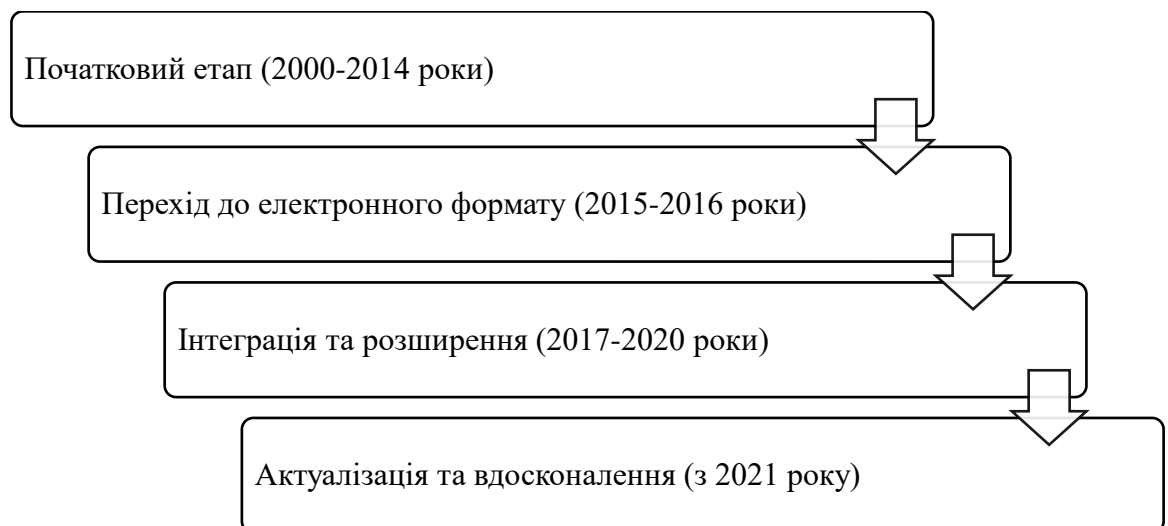 Початковий етап (2000-2014 роки)
Перехід до електронного формату (2015-2016 роки)
Інтеграція та розширення (2017-2020 роки)
Актуалізація та вдосконалення (з 2021 року)